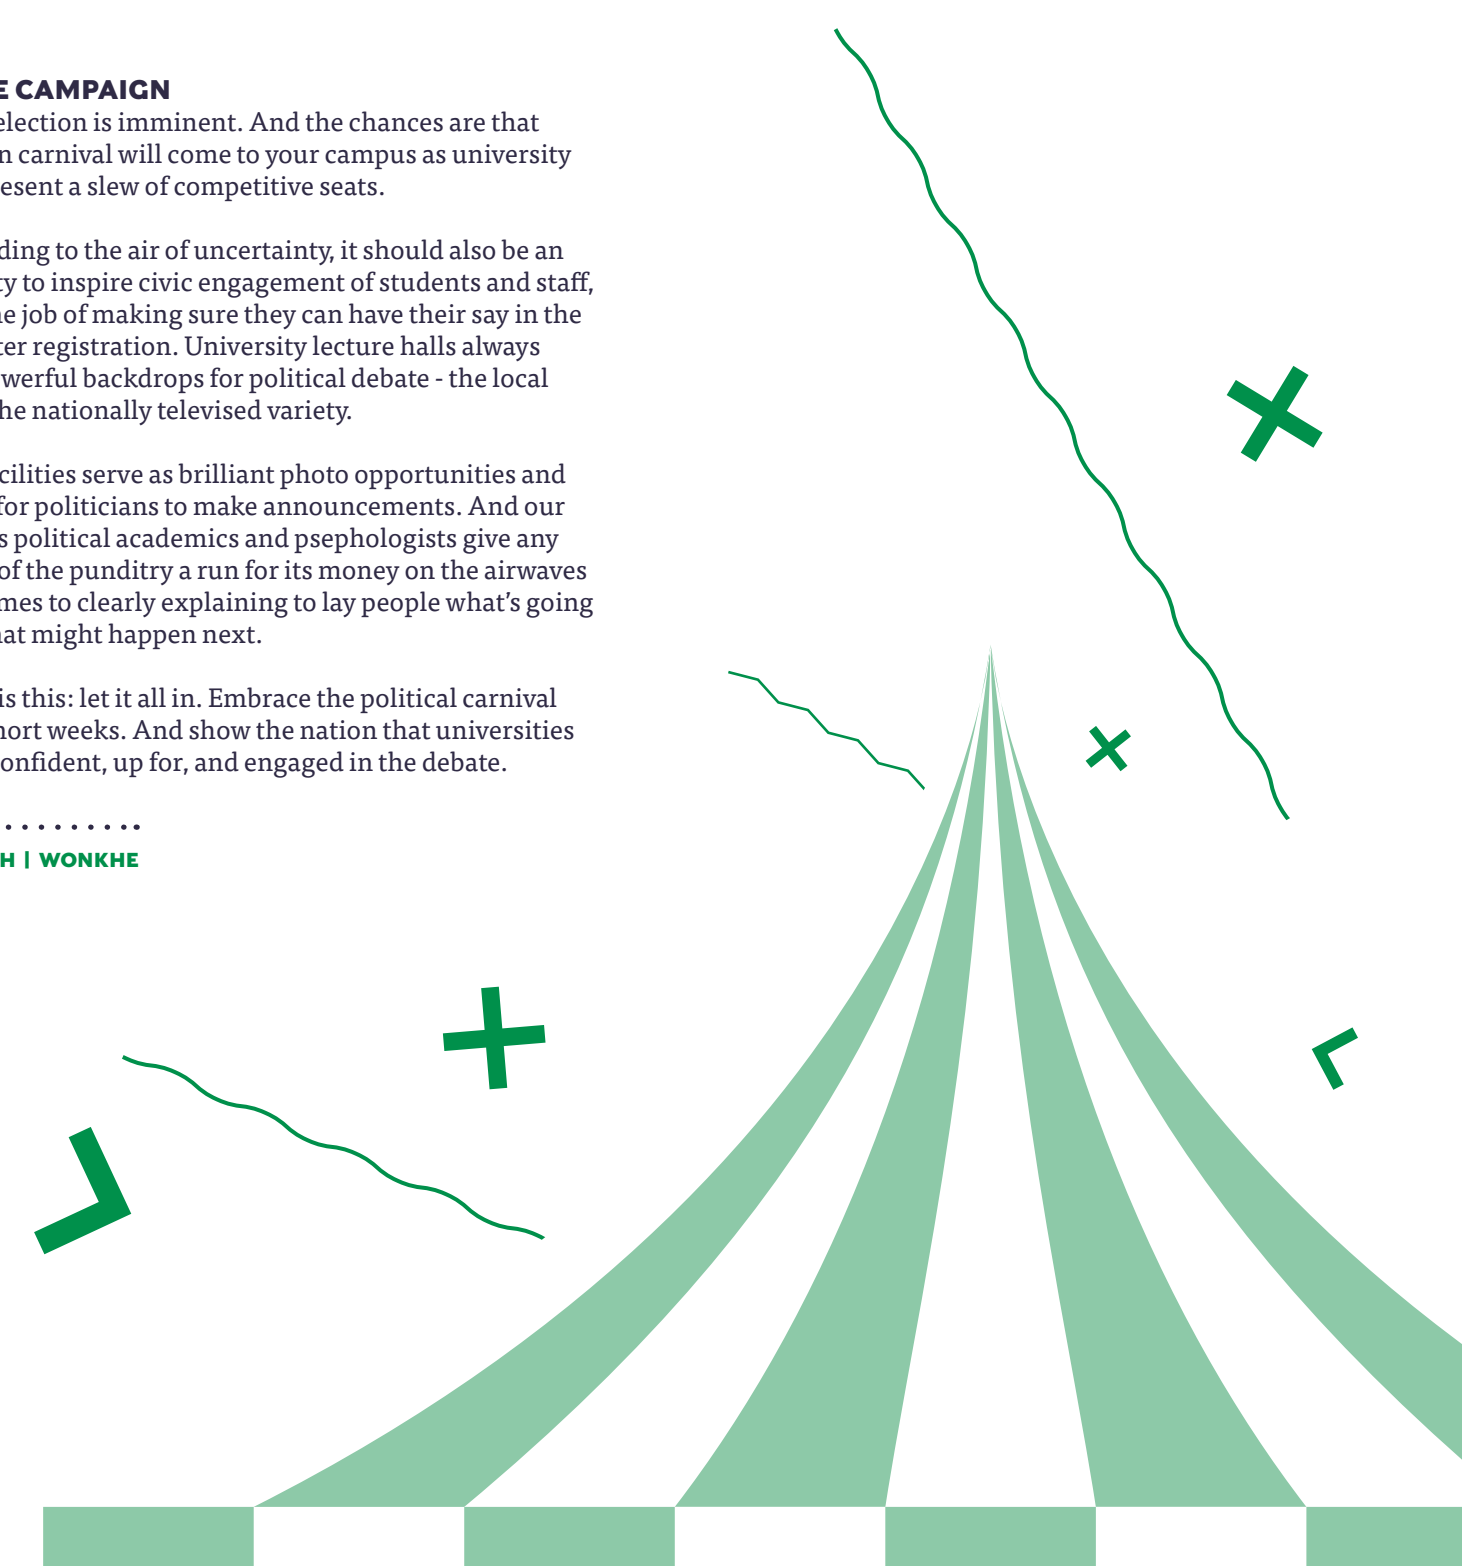 E CAMPAIGN
election is imminent. And the chances are that
n carnival will come to your campus as university
esent a slew of competitive seats.
ding to the air of uncertainty, it should also be an
ty to inspire civic engagement of students and staff,
e job of making sure they can have their say in the
ter registration. University lecture halls always
werful backdrops for political debate - the local
he nationally televised variety.
cilities serve as brilliant photo opportunities and
for politicians to make announcements. And our
s political academics and psephologists give any
of the punditry a run for its money on the airwaves
mes to clearly explaining to lay people what's going
hat might happen next.
is this: let it all in. Embrace the political carnival
hort weeks. And show the nation that universities
onfident, up for, and engaged in the debate.
H | WONKHE